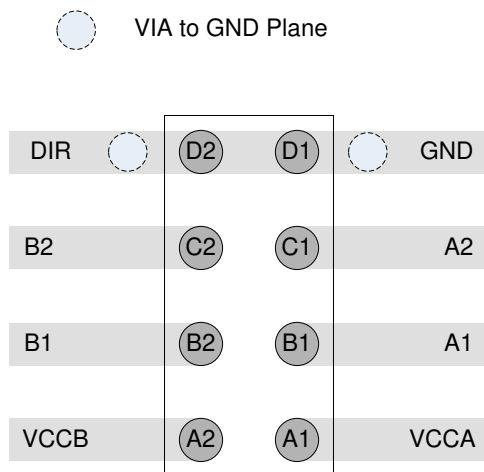 VIA to GND Plane
DIR D2 D1 GND
B2 C2 C1 A2
B1 B2 B1 A1
VCCB A2 A1 VCCA